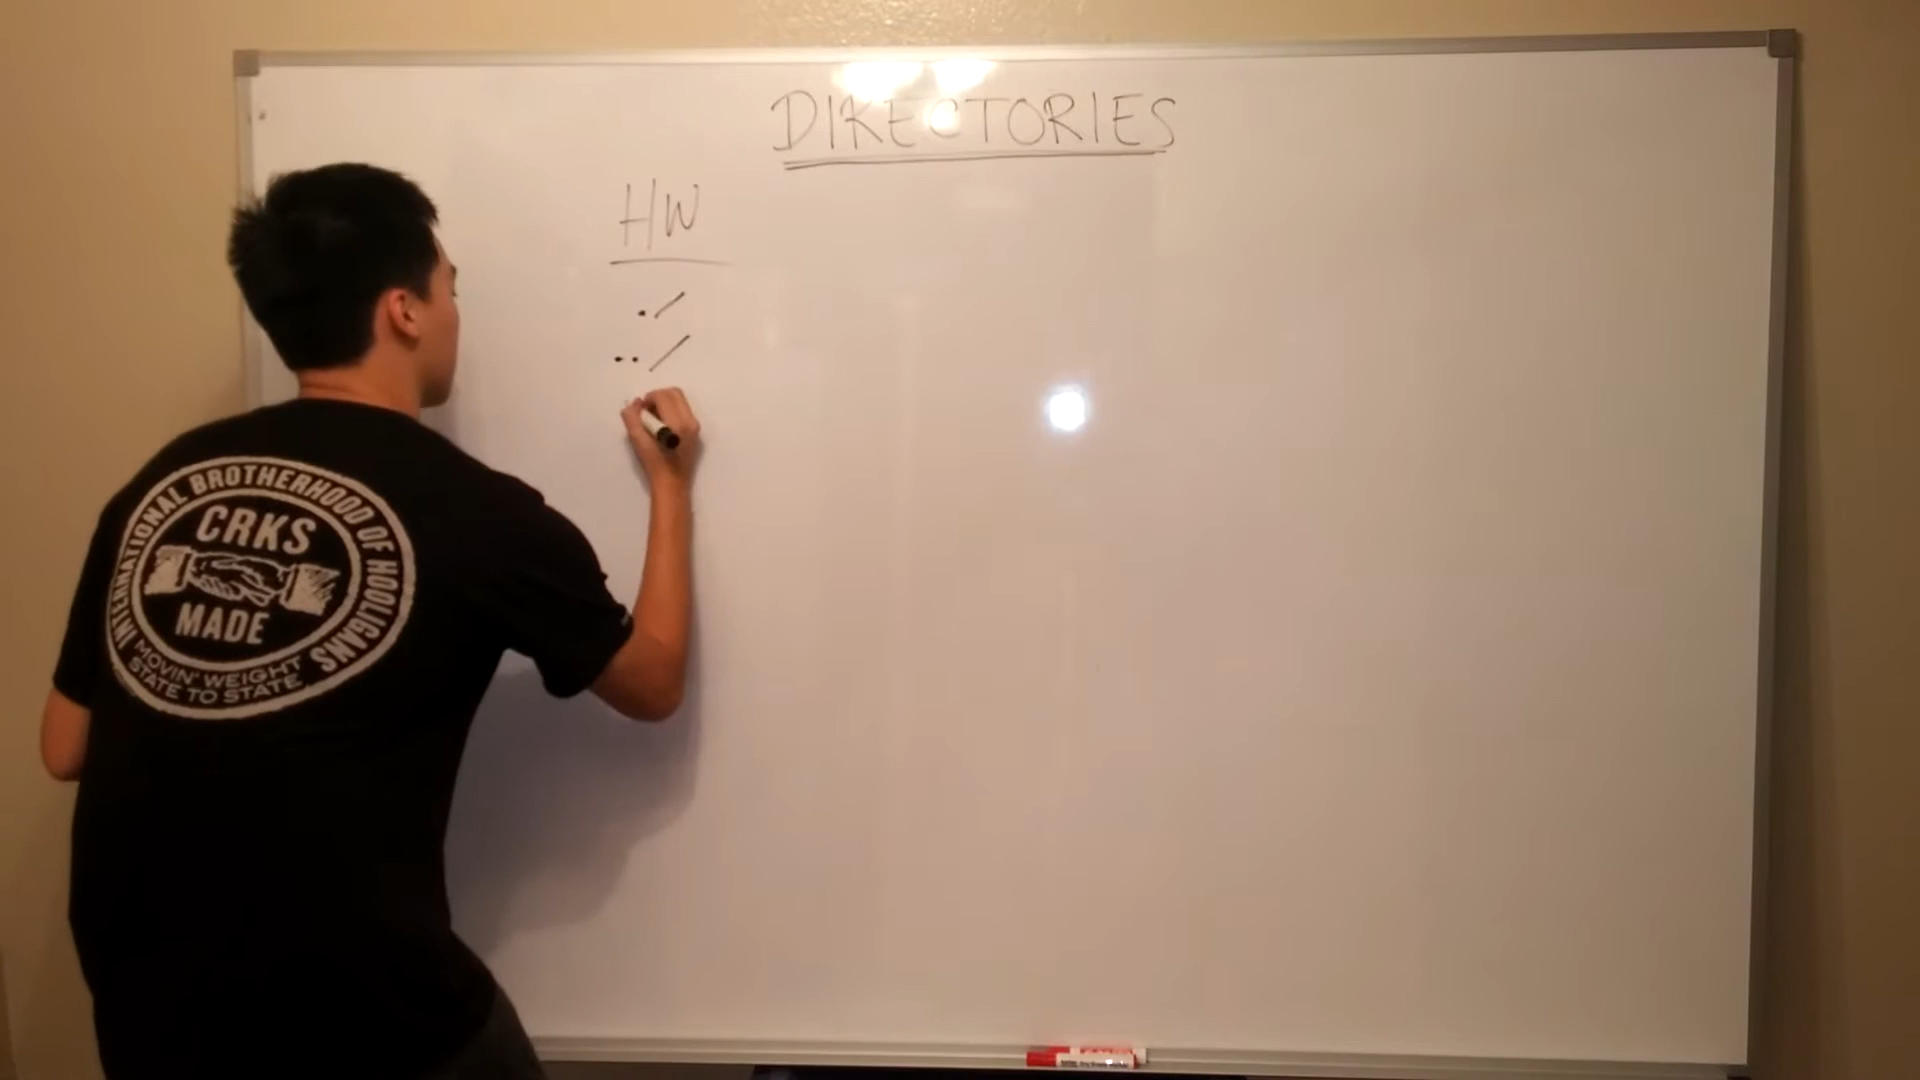 DIRECTORIES
HW
./
../
INTERNATIONAL BROTHERHOOD OF HOOLIGANS
CRKS
MADE
MOVIN' WEIGHT
STATE TO STATE